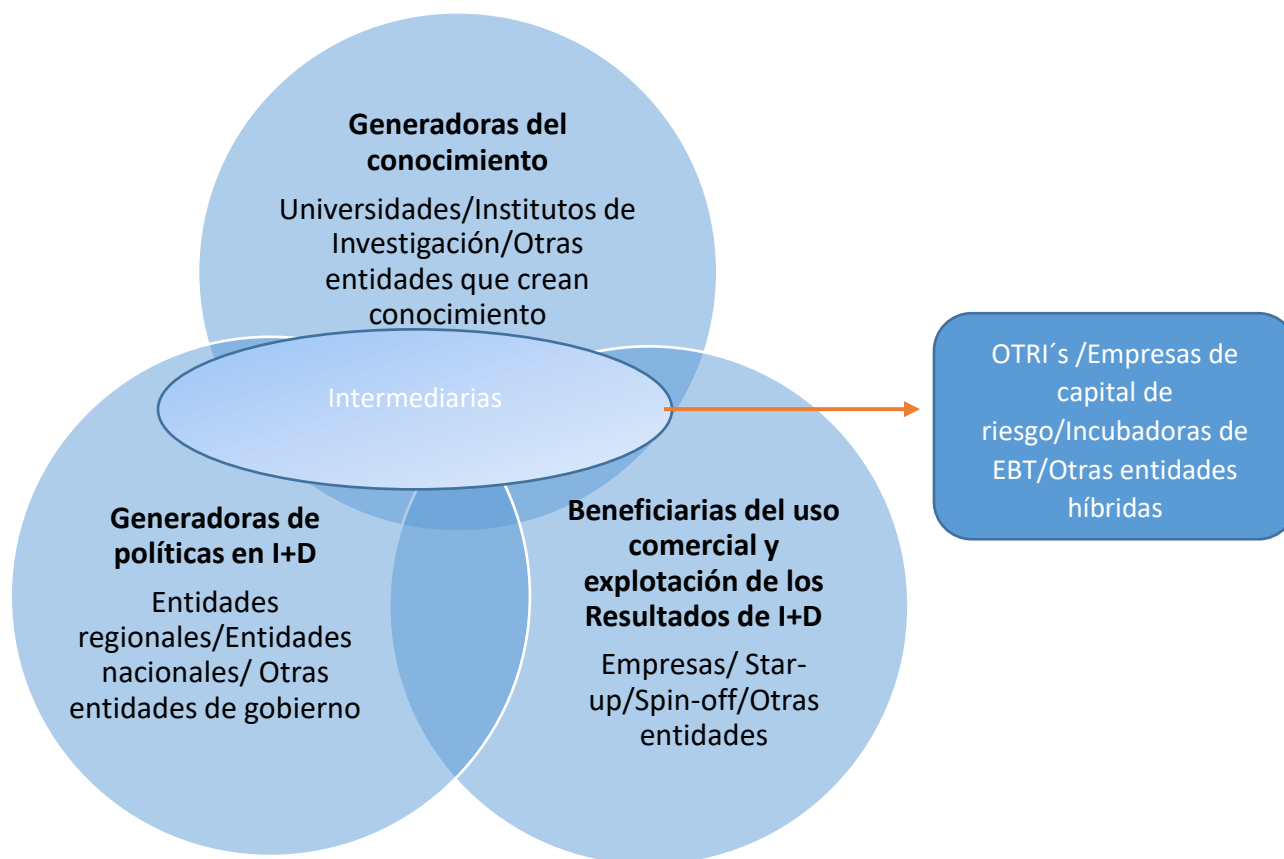 Generadoras del
conocimiento
Universidades/Institutos de
Investigación/Otras
entidades que crean
conocimiento
Intermediarias
OTRI´s /Empresas de
capital de
riesgo/Incubadoras de
EBT/Otras entidades
híbridas
Generadoras de
políticas en I+D
Entidades
regionales/Entidades
nacionales/ Otras
entidades de gobierno
Beneficiarias del uso
comercial y
explotación de los
Resultados de I+D
Empresas/ Star-
up/Spin-off/Otras
entidades